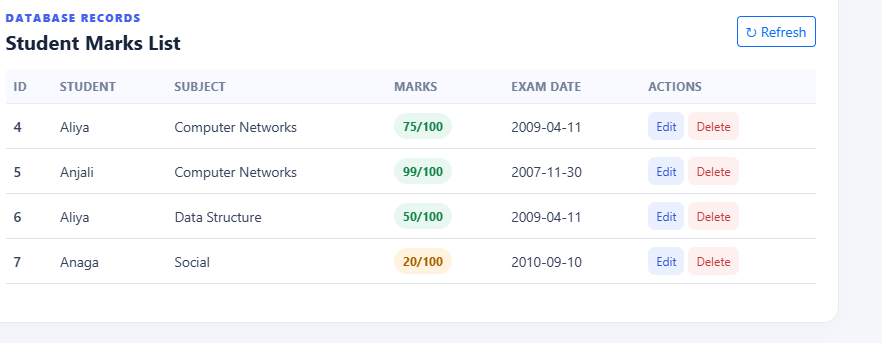 DATABASE RECORDS
Student Marks List
↻ Refresh
ID STUDENT SUBJECT MARKS EXAM DATE ACTIONS
4 Aliya Computer Networks 75/100 2009-04-11 Edit Delete
5 Anjali Computer Networks 99/100 2007-11-30 Edit Delete
6 Aliya Data Structure 50/100 2009-04-11 Edit Delete
7 Anaga Social 20/100 2010-09-10 Edit Delete